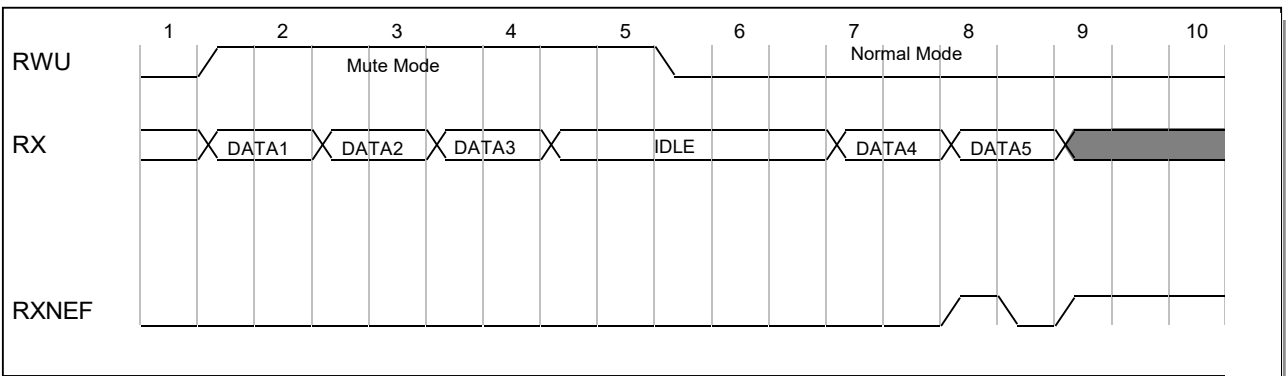 1 2 3 4 5 6 7 8 9 10
RWU Mute Mode Normal Mode
RX DATA1 DATA2 DATA3 IDLE DATA4 DATA5
RXNEF